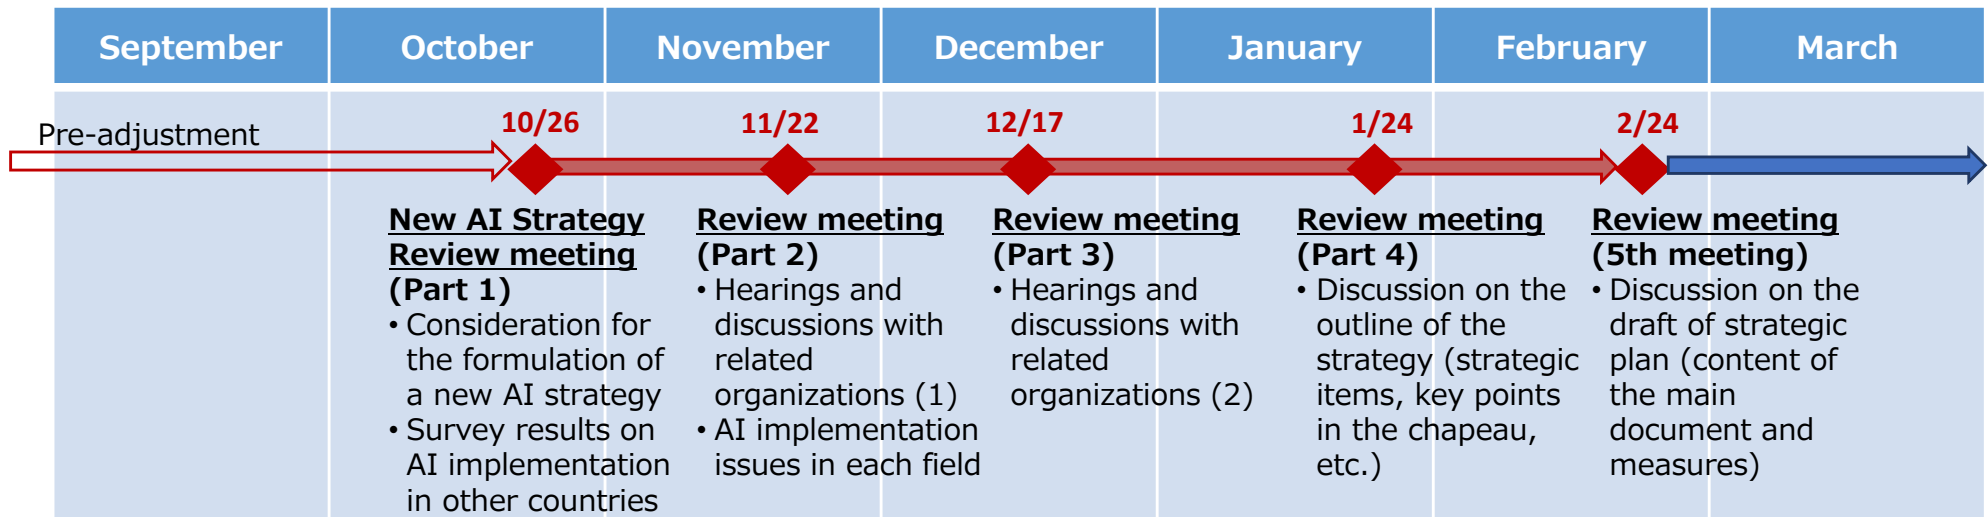 September
October
November
December
January
February
March
Pre-adjustment
10/26
11/22
12/17
1/24
2/24
New AI Strategy
Review meeting
(Part 1)
• Consideration for
the formulation of
a new AI strategy
• Survey results on
AI implementation
in other countries
Review meeting
(Part 2)
• Hearings and
discussions with
related
organizations (1)
• AI implementation
issues in each field
Review meeting
(Part 3)
• Hearings and
discussions with
related
organizations (2)
Review meeting
(Part 4)
• Discussion on the
outline of the
strategy (strategic
items, key points
in the chapeau,
etc.)
Review meeting
(5th meeting)
• Discussion on the
draft of strategic
plan (content of
the main
document and
measures)